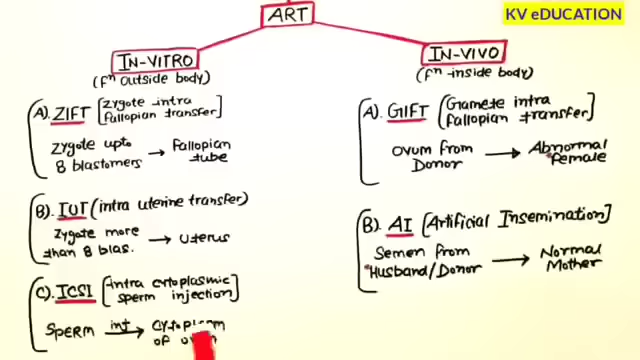 ART
KV eDUCATION
IN-VITRO
(fⁿ outside body)
A). ZIFT [Zygote intra
fallopian transfer]
Zygote upto
8 blastomers → Fallopian
tube
B). IUT (intra uterine transfer)
Zygote more
than 8 blas. → Uterus
C). ICSI [intra cytoplasmic
sperm injection]
SPERM int → Cytoplasm
of
IN-VIVO
(fⁿ inside body)
A). GIFT (Gamete intra
fallopian transfer)
Ovum from
Donor → Abnormal
female
B). AI [Artificial Insemination]
Semen from
Husband/Donor → Normal
Mother